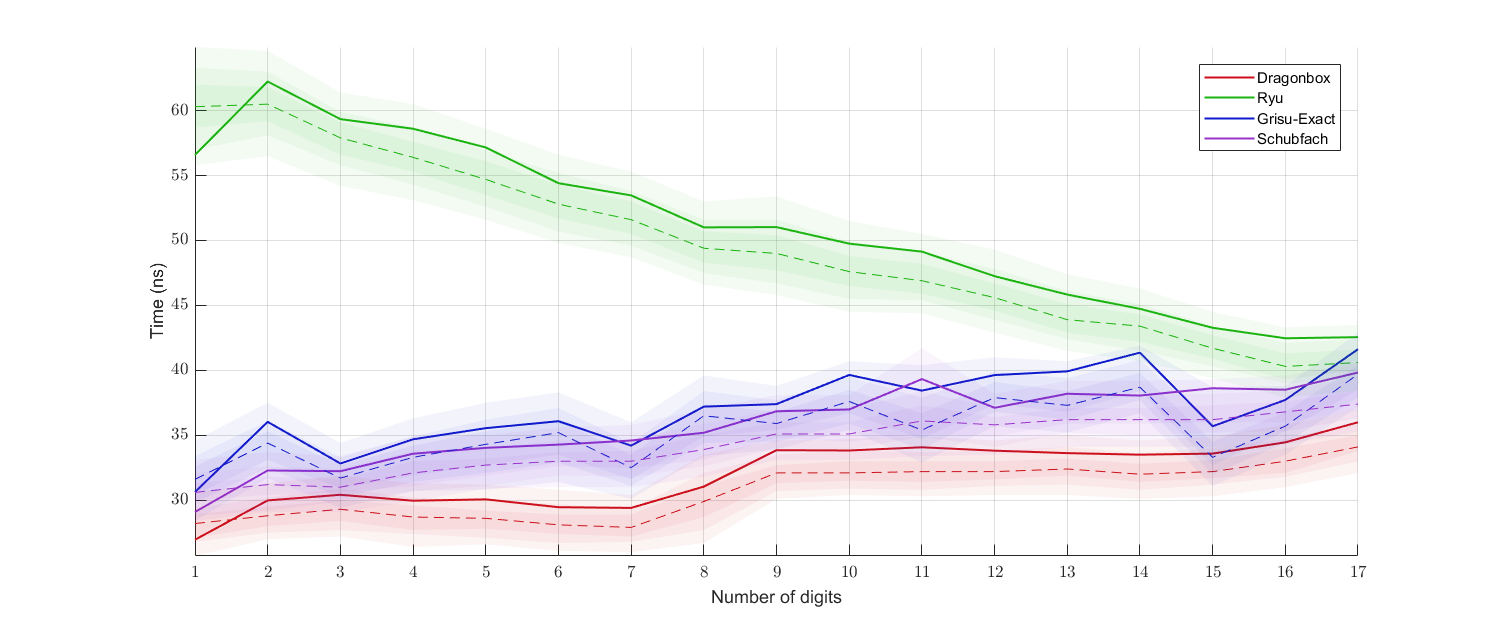 Dragonbox
Ryu
Grisu-Exact
Schubfach
60
55
50
45
40
35
30
Time (ns)
1 2 3 4 5 6 7 8 9 10 11 12 13 14 15 16 17
Number of digits